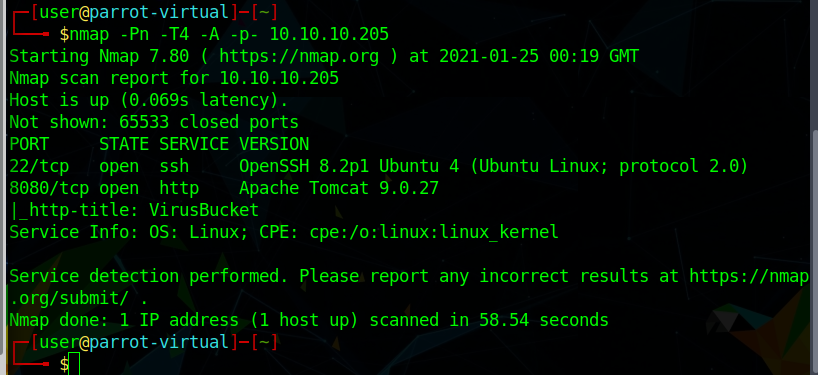 ┌─[user@parrot-virtual]─[~]
└──╼ $nmap -Pn -T4 -A -p- 10.10.10.205
Starting Nmap 7.80 ( https://nmap.org ) at 2021-01-25 00:19 GMT
Nmap scan report for 10.10.10.205
Host is up (0.069s latency).
Not shown: 65533 closed ports
PORT     STATE SERVICE VERSION
22/tcp   open  ssh     OpenSSH 8.2p1 Ubuntu 4 (Ubuntu Linux; protocol 2.0)
8080/tcp open  http    Apache Tomcat 9.0.27
|_http-title: VirusBucket
Service Info: OS: Linux; CPE: cpe:/o:linux:linux_kernel
Service detection performed. Please report any incorrect results at https://nmap
.org/submit/ .
Nmap done: 1 IP address (1 host up) scanned in 58.54 seconds
┌─[user@parrot-virtual]─[~]
└──╼ $